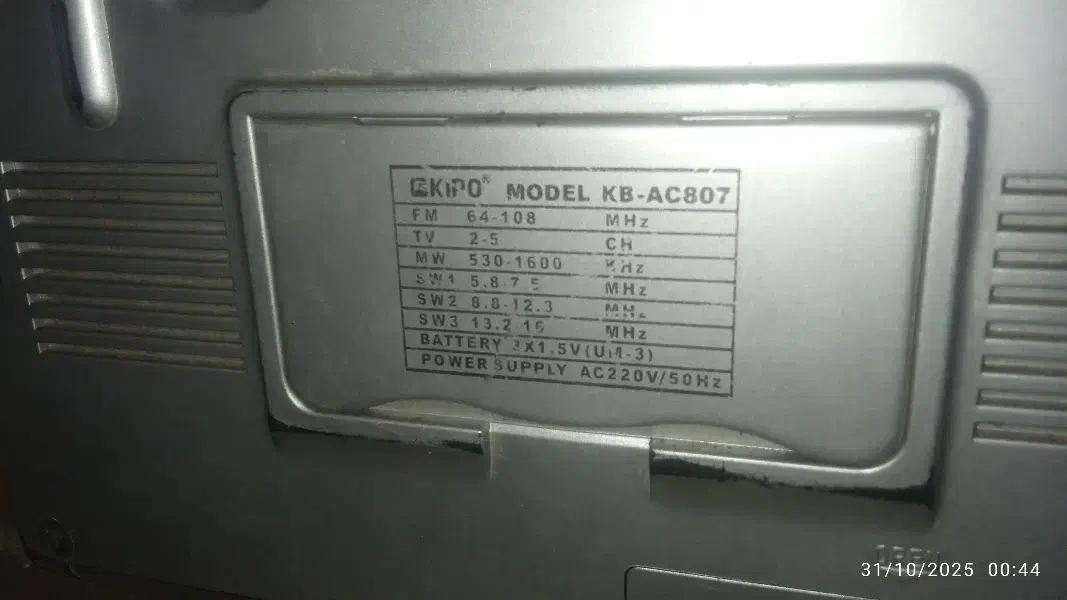 KIPO® MODEL KB-AC807
FM 64-108 MHz
TV 2-5 CH
MW 530-1600 KHz
SW1 5.8-7.5 MHz
SW2 8.8-12.3 MHz
SW3 13.2-16 MHz
BATTERY X1.5V(UM-3)
POWER SUPPLY AC220V/50Hz
OPEN
31/10/2025 00:44